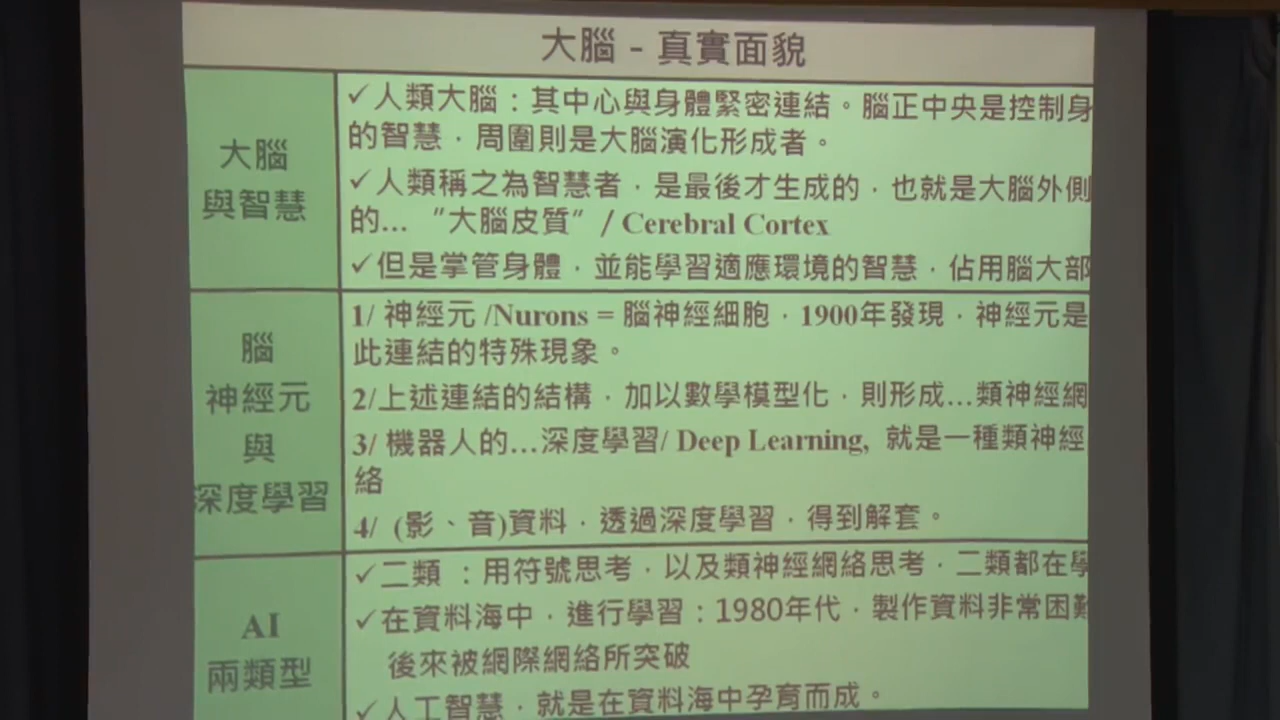 大腦 - 真實面貌
大腦
與智慧
✓人類大腦：其中心與身體緊密連結。腦正中央是控制身
的智慧，周圍則是大腦演化形成者。
✓人類稱之為智慧者，是最後才生成的，也就是大腦外側
的... “大腦皮質” / Cerebral Cortex
✓但是掌管身體，並能學習適應環境的智慧，佔用腦大部
腦
神經元
與
深度學習
1/ 神經元 /Nurons = 腦神經細胞，1900年發現，神經元是
此連結的特殊現象。
2/上述連結的結構，加以數學模型化，則形成...類神經網
3/ 機器人的...深度學習/ Deep Learning, 就是一種類神經
絡
4/ (影、音)資料，透過深度學習，得到解套。
AI
兩類型
✓二類 ：用符號思考，以及類神經網絡思考，二類都在學
✓在資料海中，進行學習：1980年代，製作資料非常困難
後來被網際網絡所突破
✓人工智慧，就是在資料海中孕育而成。